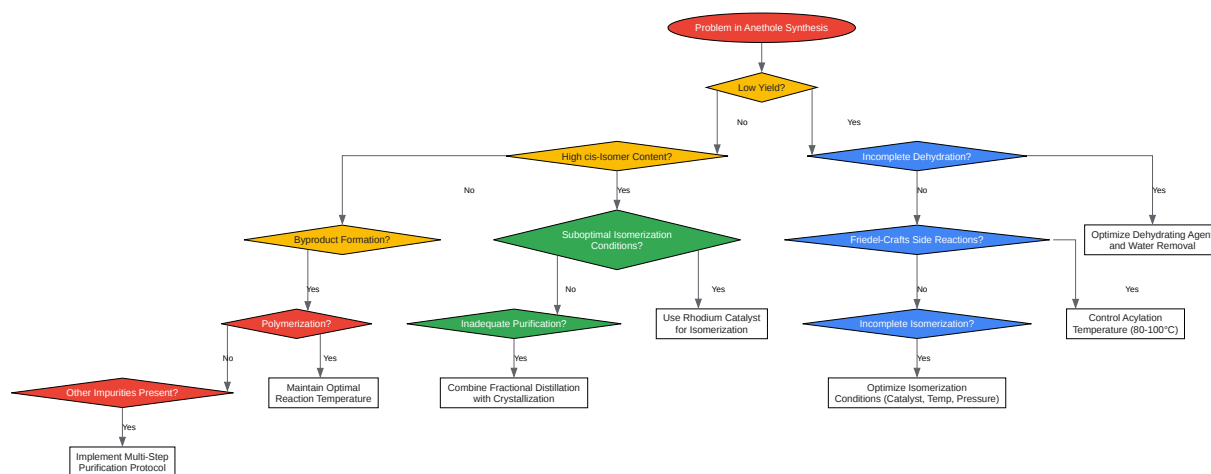 Problem in Anethole Synthesis
Low Yield?
No
Yes
High cis-Isomer Content?
Incomplete Dehydration?
No
Yes
No
Yes
Byproduct Formation?
Suboptimal Isomerization
Conditions?
Friedel-Crafts Side Reactions?
Optimize Dehydrating Agent
and Water Removal
Yes
No
Yes
No
Yes
Polymerization?
Inadequate Purification?
Use Rhodium Catalyst
for Isomerization
Incomplete Isomerization?
Control Acylation
Temperature (80-100°C)
No
Yes
Yes
Yes
Other Impurities Present?
Maintain Optimal
Reaction Temperature
Combine Fractional Distillation
with Crystallization
Optimize Isomerization
Conditions (Catalyst, Temp, Pressure)
Yes
Implement Multi-Step
Purification Protocol